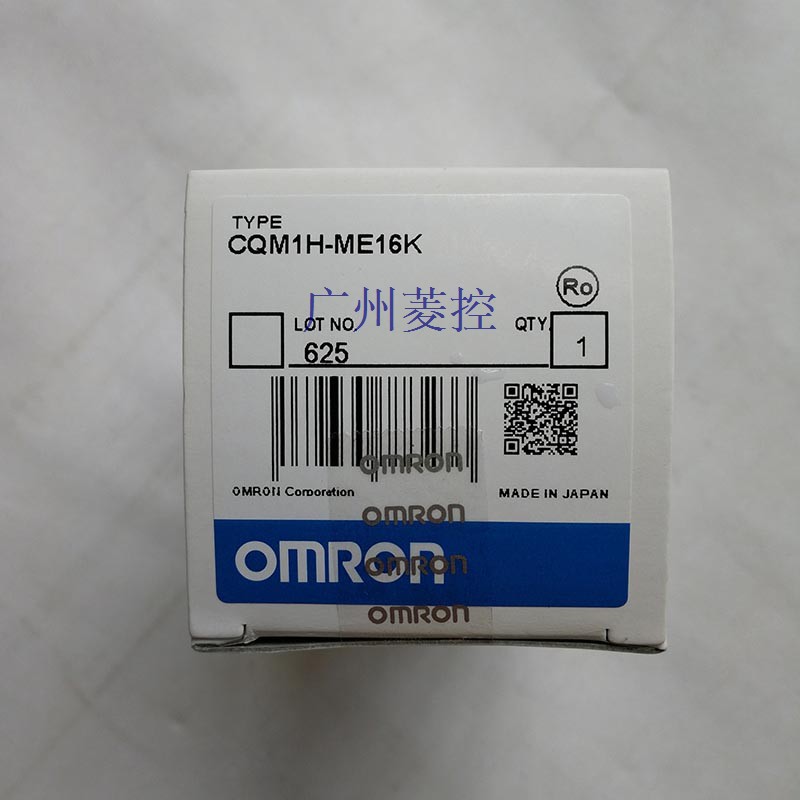 TYPE
CQM1H-ME16K
Ro
广州菱控
LOT NO.
QTY.
625
1
OMRON
OMRON Corporation
MADE IN JAPAN
OMRON
OMRON
OMRON
OMRON